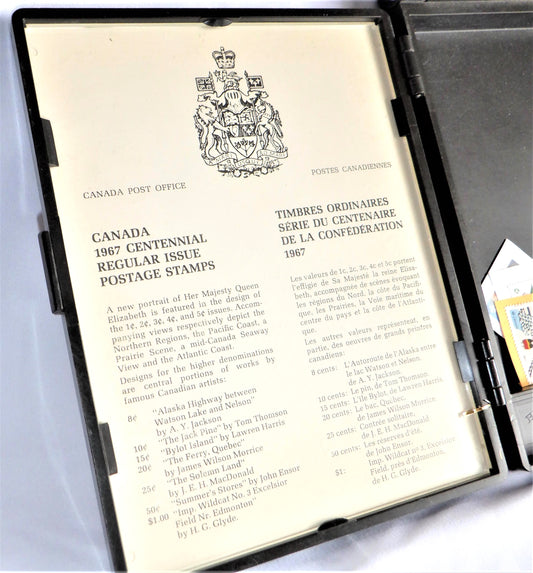 CANADA POST OFFICE
POSTES CANADIENNES
CANADA
1967 CENTENNIAL
REGULAR ISSUE
POSTAGE STAMPS
A new portrait of Her Majesty Queen
Elizabeth is featured in the design of
the 1¢, 2¢, 3¢, 4¢, and 5¢ issues. Accom-
panying views respectively depict the
Northern Regions, the Pacific Coast, a
Prairie Scene, a mid-Canada Seaway
View and the Atlantic Coast.
Designs for the higher denominations
are central portions of works by
famous Canadian artists:
8¢ "Alaska Highway between
Watson Lake and Nelson"
by A. Y. Jackson
10¢ "The Jack Pine" by Tom Thomson
15¢ "Bylot Island" by Lawren Harris
20¢ "The Ferry, Quebec"
by James Wilson Morrice
25¢ "The Solemn Land"
by J. E. H. MacDonald
50¢ "Summer's Stores" by John Ensor
$1.00 "Imp. Wildcat No. 3 Excelsior
Field Nr. Edmonton"
by H. G. Glyde.
TIMBRES ORDINAIRES
SÉRIE DU CENTENAIRE
DE LA CONFÉDÉRATION
1967
Les valeurs de 1c, 2c, 3c, 4c et 5c portent
l'effigie de Sa Majesté la reine Elisa-
beth, accompagnée de scènes évoquant
les régions du Nord, la côte du Pacifi-
que, les Prairies, la Voie maritime du
centre du pays et la côte de l'Atlanti-
que.
Les autres valeurs représentent, en
partie, des oeuvres de grands peintres
canadiens:
8 cents: L'Autoroute de l'Alaska entre
le lac Watson et Nelson,
de A. Y. Jackson.
10 cents: Le pin, de Tom Thomson
15 cents: L'île Bylot, de Lawren Harris
20 cents: Le bac, Quebec,
de James Wilson Morrice
25 cents: Contrée solitaire,
de J. E. H. MacDonald
50 cents: Les réserves d'été,
de John Ensor.
$1: Imp. Wildcat no 3, Excelsior
Field, près d'Edmonton,
de H. G. Glyde.